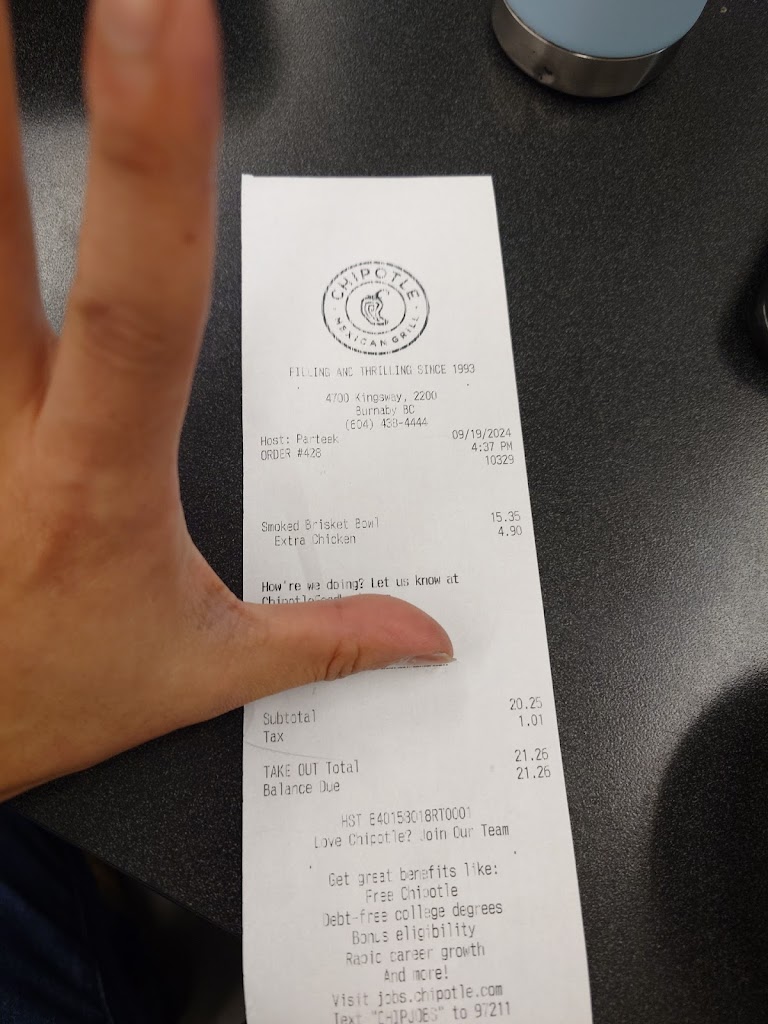 CHIPOTLE
MEXICAN GRILL
FILLING AND THRILLING SINCE 1993
4700 Kingsway, 2200
Burnaby BC
(604) 438-4444
Host: Parteek 09/19/2024
ORDER #428 4:37 PM
10329
Smoked Brisket Bowl 15.35
Extra Chicken 4.90
How're we doing? Let us know at
Subtotal 20.25
Tax 1.01
TAKE OUT Total 21.26
Balance Due 21.26
HST
Love Chipotle? Join Our Team
Get great benefits like:
Free Chipotle
Debt-free college degrees
Bonus eligibility
Rapid career growth
And more!
Visit jobs.chipotle.com
Text "CHIPJOBS" to 97211